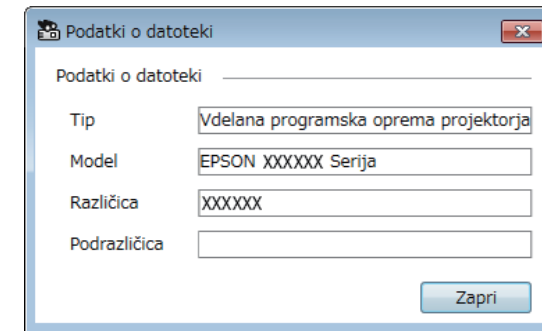 Podatki o datoteki
Podatki o datoteki
Tip Vdelana programska oprema projektorja
Model EPSON XXXXXX Serija
Različica XXXXXX
Podrazličica
Zapri